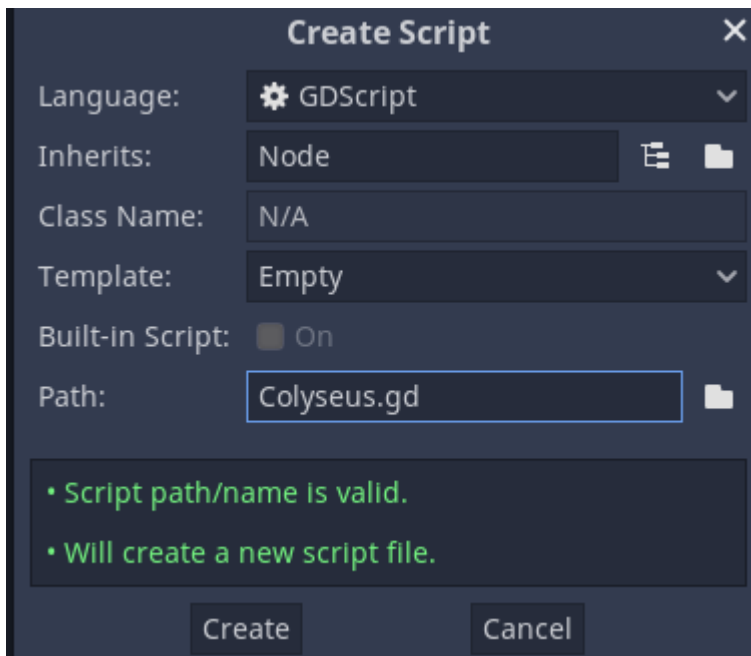 Create Script
Language: GDScript
Inherits: Node
Class Name: N/A
Template: Empty
Built-in Script: On
Path: Colyseus.gd
• Script path/name is valid.
• Will create a new script file.
Create Cancel